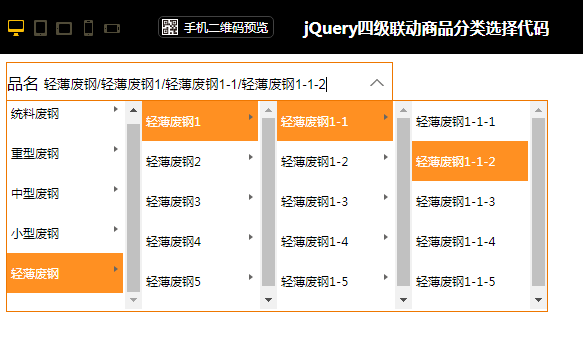 手机二维码预览
jQuery四级联动商品分类选择代码
品名 轻薄废钢/轻薄废钢1/轻薄废钢1-1/轻薄废钢1-1-2
统料废钢
重型废钢
中型废钢
小型废钢
轻薄废钢
轻薄废钢1
轻薄废钢2
轻薄废钢3
轻薄废钢4
轻薄废钢5
轻薄废钢1-1
轻薄废钢1-2
轻薄废钢1-3
轻薄废钢1-4
轻薄废钢1-5
轻薄废钢1-1-1
轻薄废钢1-1-2
轻薄废钢1-1-3
轻薄废钢1-1-4
轻薄废钢1-1-5